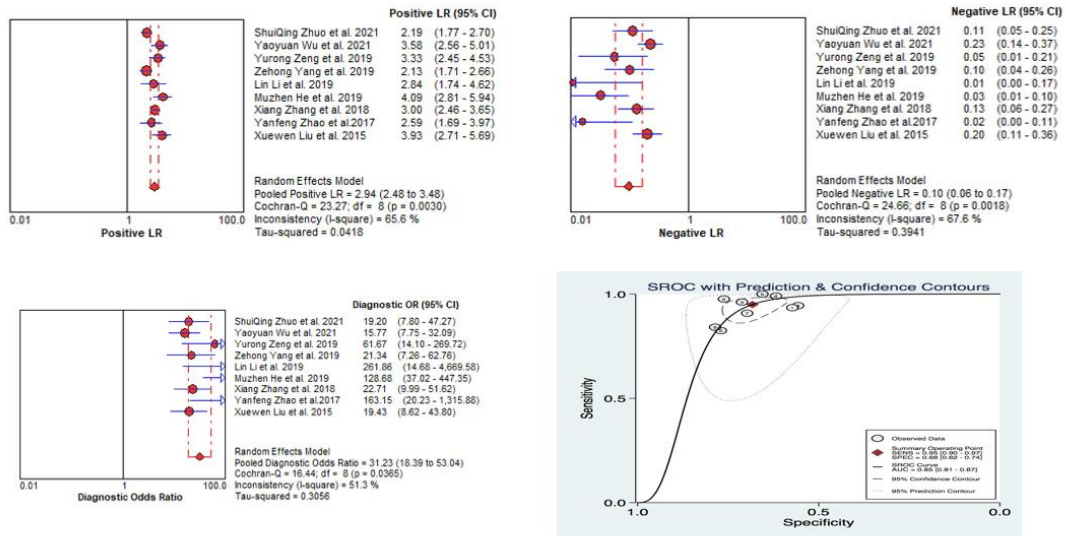 Positive LR (95% CI)
ShuiQing Zhuo et al. 2021 2.19 (1.77 - 2.70)
Yaoyuan Wu et al. 2021 3.58 (2.56 - 5.01)
Yurong Zeng et al. 2019 3.33 (2.45 - 4.53)
Zehong Yang et al. 2019 2.13 (1.71 - 2.66)
Lin Li et al. 2019 2.84 (1.74 - 4.62)
Muzhen He et al. 2019 4.09 (2.81 - 5.94)
Xiang Zhang et al. 2018 3.00 (2.46 - 3.65)
Yanfeng Zhao et al.2017 2.59 (1.69 - 3.97)
Xuewen Liu et al. 2015 3.93 (2.71 - 5.69)
Random Effects Model
Pooled Positive LR = 2.94 (2.48 to 3.48)
Cochran-Q = 23.27; df = 8 (p = 0.0030)
Inconsistency (I-square) = 65.6 %
Tau-squared = 0.0418
0.01 1 100.0
Positive LR
Negative LR (95% CI)
ShuiQing Zhuo et al. 2021 0.11 (0.05 - 0.25)
Yaoyuan Wu et al. 2021 0.23 (0.14 - 0.37)
Yurong Zeng et al. 2019 0.05 (0.01 - 0.21)
Zehong Yang et al. 2019 0.10 (0.04 - 0.26)
Lin Li et al. 2019 0.01 (0.00 - 0.17)
Muzhen He et al. 2019 0.03 (0.01 - 0.10)
Xiang Zhang et al. 2018 0.13 (0.06 - 0.27)
Yanfeng Zhao et al.2017 0.02 (0.00 - 0.11)
Xuewen Liu et al. 2015 0.20 (0.11 - 0.36)
Random Effects Model
Pooled Negative LR = 0.10 (0.06 to 0.17)
Cochran-Q = 24.66; df = 8 (p = 0.0018)
Inconsistency (I-square) = 67.6 %
Tau-squared = 0.3941
0.01 1 100.0
Negative LR
Diagnostic OR (95% CI)
ShuiQing Zhuo et al. 2021 19.20 (7.80 - 47.27)
Yaoyuan Wu et al. 2021 15.77 (7.75 - 32.09)
Yurong Zeng et al. 2019 61.67 (14.10 - 269.72)
Zehong Yang et al. 2019 21.34 (7.26 - 62.76)
Lin Li et al. 2019 261.86 (14.68 - 4,669.58)
Muzhen He et al. 2019 128.68 (37.02 - 447.35)
Xiang Zhang et al. 2018 22.71 (9.99 - 51.62)
Yanfeng Zhao et al.2017 163.15 (20.23 - 1,315.88)
Xuewen Liu et al. 2015 19.43 (8.62 - 43.80)
Random Effects Model
Pooled Diagnostic Odds Ratio = 31.23 (18.39 to 53.04)
Cochran-Q = 16.44; df = 8 (p = 0.0365)
Inconsistency (I-square) = 51.3 %
Tau-squared = 0.3056
0.01 1 100.0
Diagnostic Odds Ratio
SROC with Prediction & Confidence Contours
1.0
0.5
0.0
Sensitivity
Observed Data
Summary Operating Point
SENS = 0.95 [0.90 - 0.97]
SPEC = 0.68 [0.62 - 0.74]
SROC Curve
AUC = 0.85 [0.81 - 0.87]
95% Confidence Contour
95% Prediction Contour
1.0 0.5 0.0
Specificity